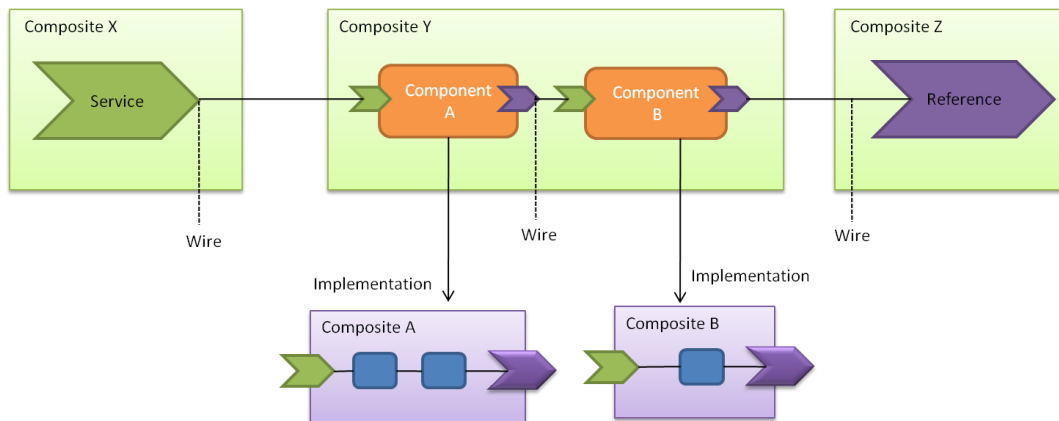 Composite X
Composite Y
Composite Z
Service
Component
A
Component
B
Reference
Wire
Wire
Wire
Implementation
Implementation
Composite A
Composite B